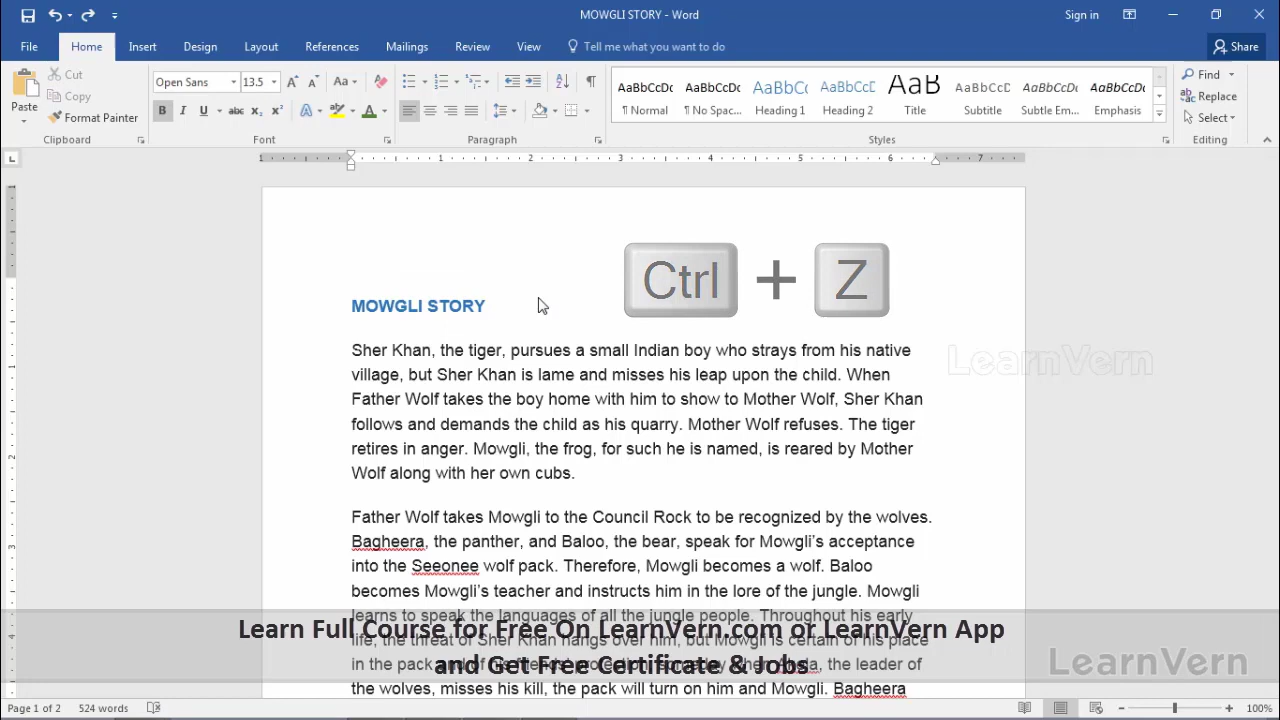 MOWGLI STORY - Word
Sign in
File Home Insert Design Layout References Mailings Review View Tell me what you want to do Share
Paste
Cut
Copy
Format Painter
Clipboard
Open Sans 13.5
Font
Paragraph
AaBbCcDc AaBbCcDc AaBbCc AaBbCcD AaB AaBbCcD AaBbCcDc AaBbCcDc
¶ Normal ¶ No Spac... Heading 1 Heading 2 Title Subtitle Subtle Em... Emphasis
Styles
Find
Replace
Select
Editing
1 1 2 3 4 5 6 7
Ctrl + Z
MOWGLI STORY
Sher Khan, the tiger, pursues a small Indian boy who strays from his native
village, but Sher Khan is lame and misses his leap upon the child. When
Father Wolf takes the boy home with him to show to Mother Wolf, Sher Khan
follows and demands the child as his quarry. Mother Wolf refuses. The tiger
retires in anger. Mowgli, the frog, for such he is named, is reared by Mother
Wolf along with her own cubs.
LearnVern
Father Wolf takes Mowgli to the Council Rock to be recognized by the wolves.
Bagheera, the panther, and Baloo, the bear, speak for Mowgli's acceptance
into the Seeonee wolf pack. Therefore, Mowgli becomes a wolf. Baloo
becomes Mowgli's teacher and instructs him in the lore of the jungle. Mowgli
learns to speak the languages of all the jungle people. Throughout his early
life, the threat of Sher Khan hangs over him, but Mowgli is certain of his place
in the pack and of his friends' the leader of
the wolves, misses his kill, the pack will turn on him and Mowgli. Bagheera
Learn Full Course for Free On LearnVern.com or LearnVern App
and Get Free Certificate & Jobs
LearnVern
Page 1 of 2 524 words 100%